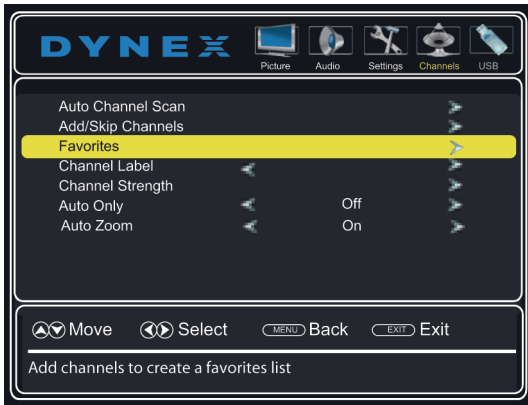 DYNEX
Picture Audio Settings Channels USB
Auto Channel Scan
Add/Skip Channels
Favorites
Channel Label
Channel Strength
Auto Only Off
Auto Zoom On
Move Select MENU Back EXIT Exit
Add channels to create a favorites list